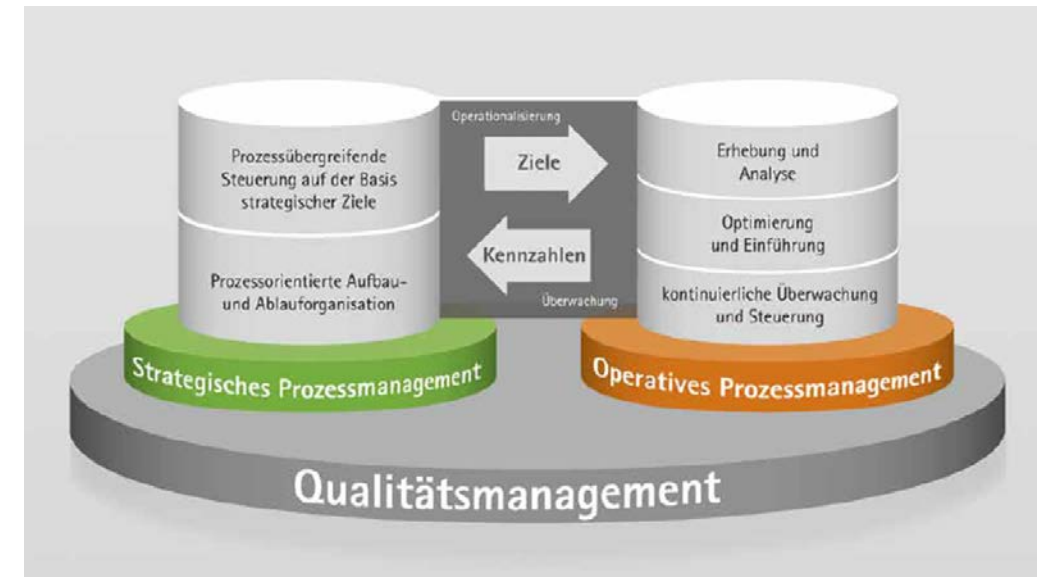 Prozessübergreifende
Steuerung auf der Basis
strategischer Ziele
Prozessorientierte Aufbau-
und Ablauforganisation
Strategisches Prozessmanagement
Operationalisierung
Ziele
Kennzahlen
Überwachung
Erhebung und
Analyse
Optimierung
und Einführung
kontinuierliche Überwachung
und Steuerung
Operatives Prozessmanagement
Qualitätsmanagement